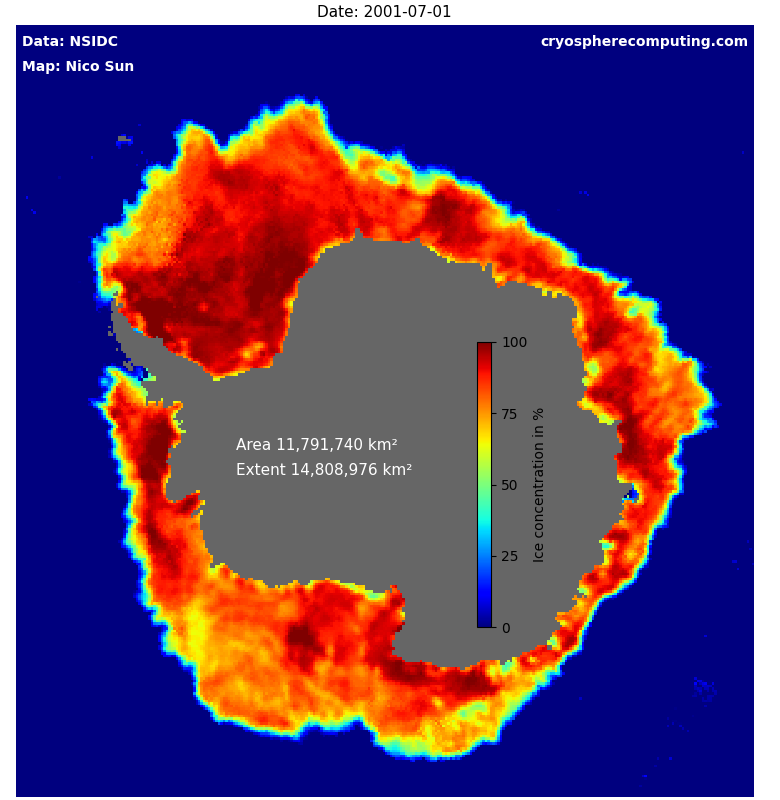 Date: 2001-07-01
Data: NSIDC
cryospherecomputing.com
Map: Nico Sun
100
75
50
25
0
Ice concentration in %
Area 11,791,740 km²
Extent 14,808,976 km²